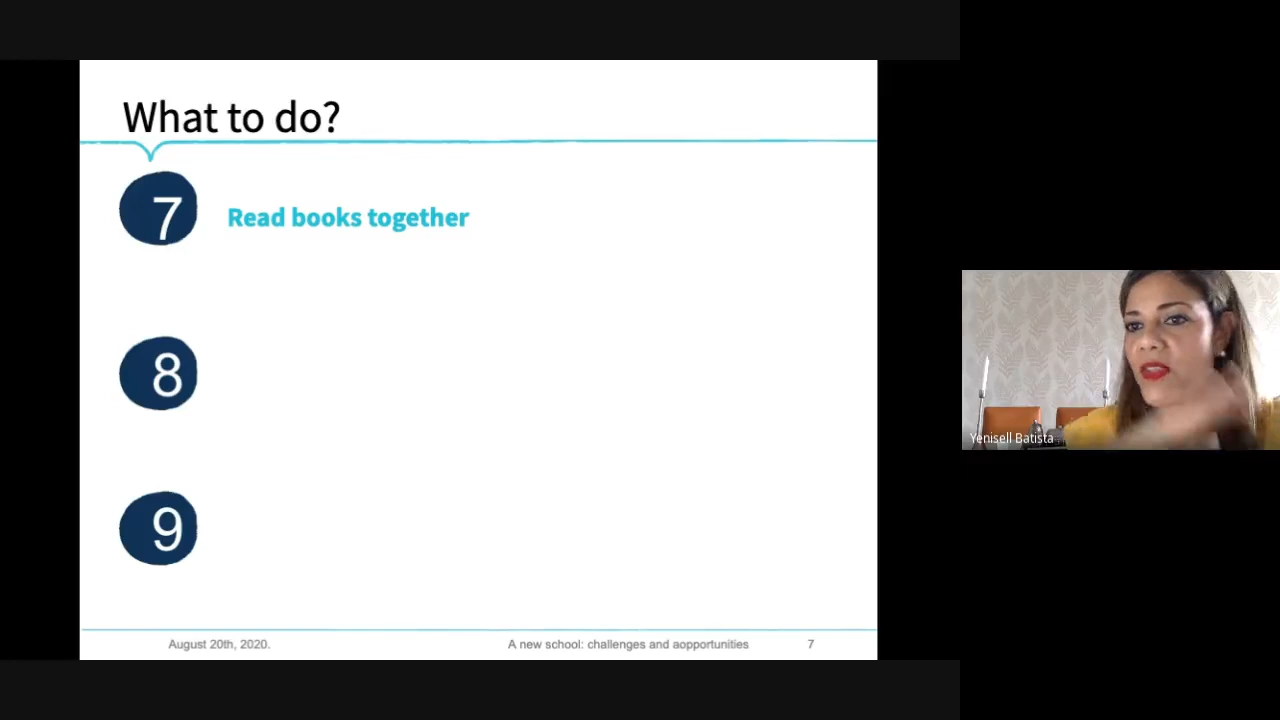 What to do?
7
Read books together
8
9
August 20th, 2020.
A new school: challenges and aopportunities
7
Yenisell Batista